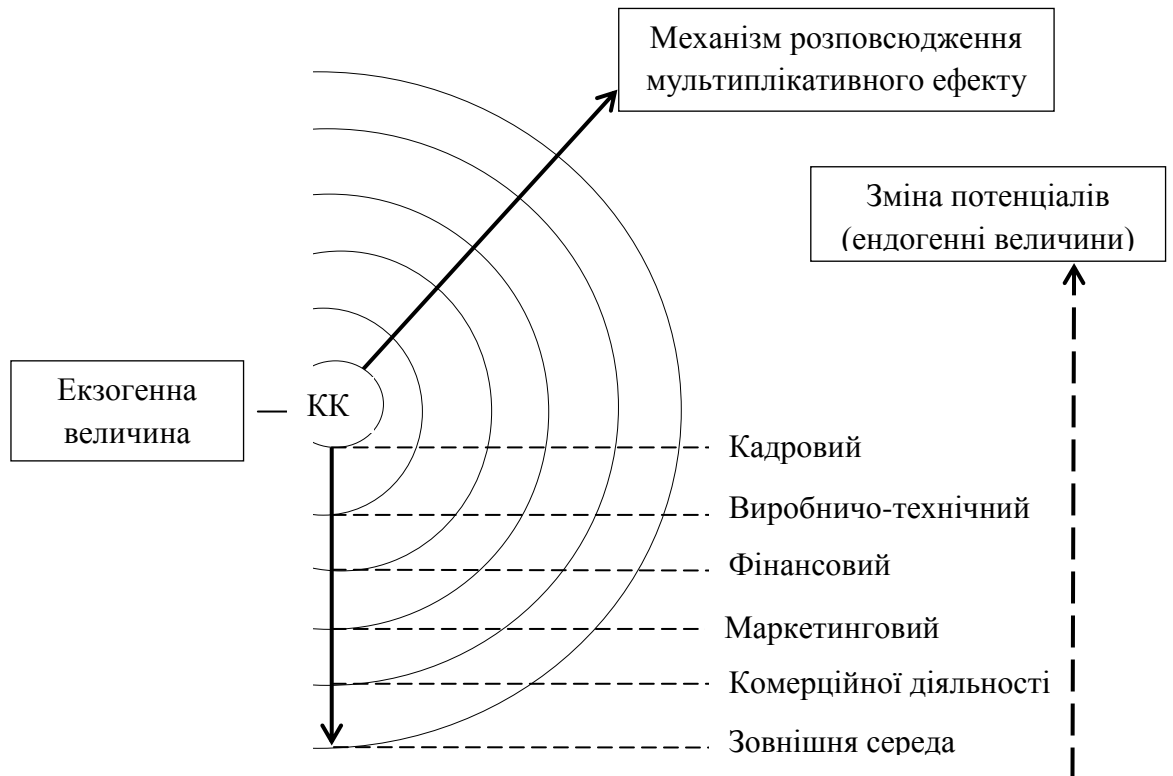 Механізм розповсюдження
мультиплікативного ефекту
Зміна потенціалів
(ендогенні величини)
Екзогенна
величина
КК
Кадровий
Виробничо-технічний
Фінансовий
Маркетинговий
Комерційної діяльності
Зовнішня середа